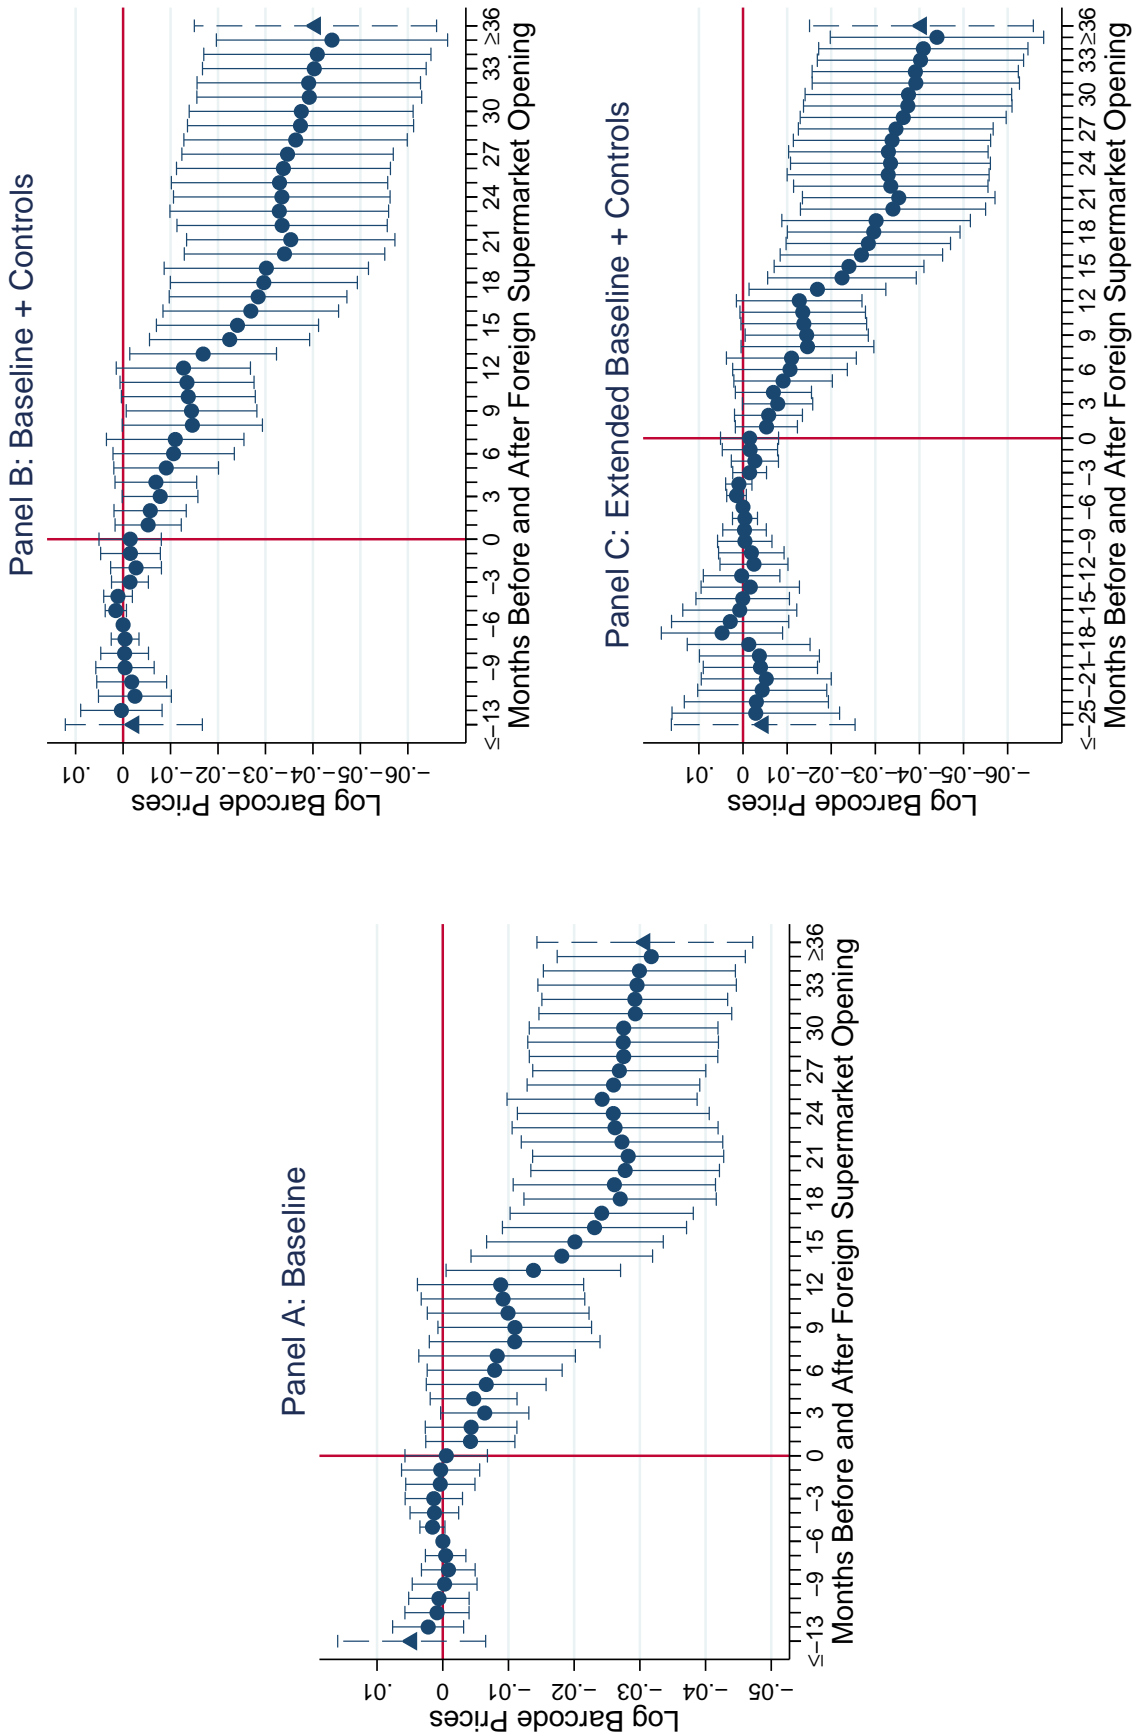 Panel A: Baseline
Log Barcode Prices
.01
0
−.01
−.02
−.03
−.04
−.05
≤−13 −9 −6 −3 0 3 6 9 12 15 18 21 24 27 30 33 ≥36
Months Before and After Foreign Supermarket Opening
Panel B: Baseline + Controls
Log Barcode Prices
.01
0
−.01
−.02
−.03
−.04
−.05
−.06
≤−13 −9 −6 −3 0 3 6 9 12 15 18 21 24 27 30 33 ≥36
Months Before and After Foreign Supermarket Opening
Panel C: Extended Baseline + Controls
Log Barcode Prices
.01
0
−.01
−.02
−.03
−.04
−.05
−.06
≤−25 −21 −18 −15 −12 −9 −6 −3 0 3 6 9 12 15 18 21 24 27 30 33 ≥36
Months Before and After Foreign Supermarket Opening